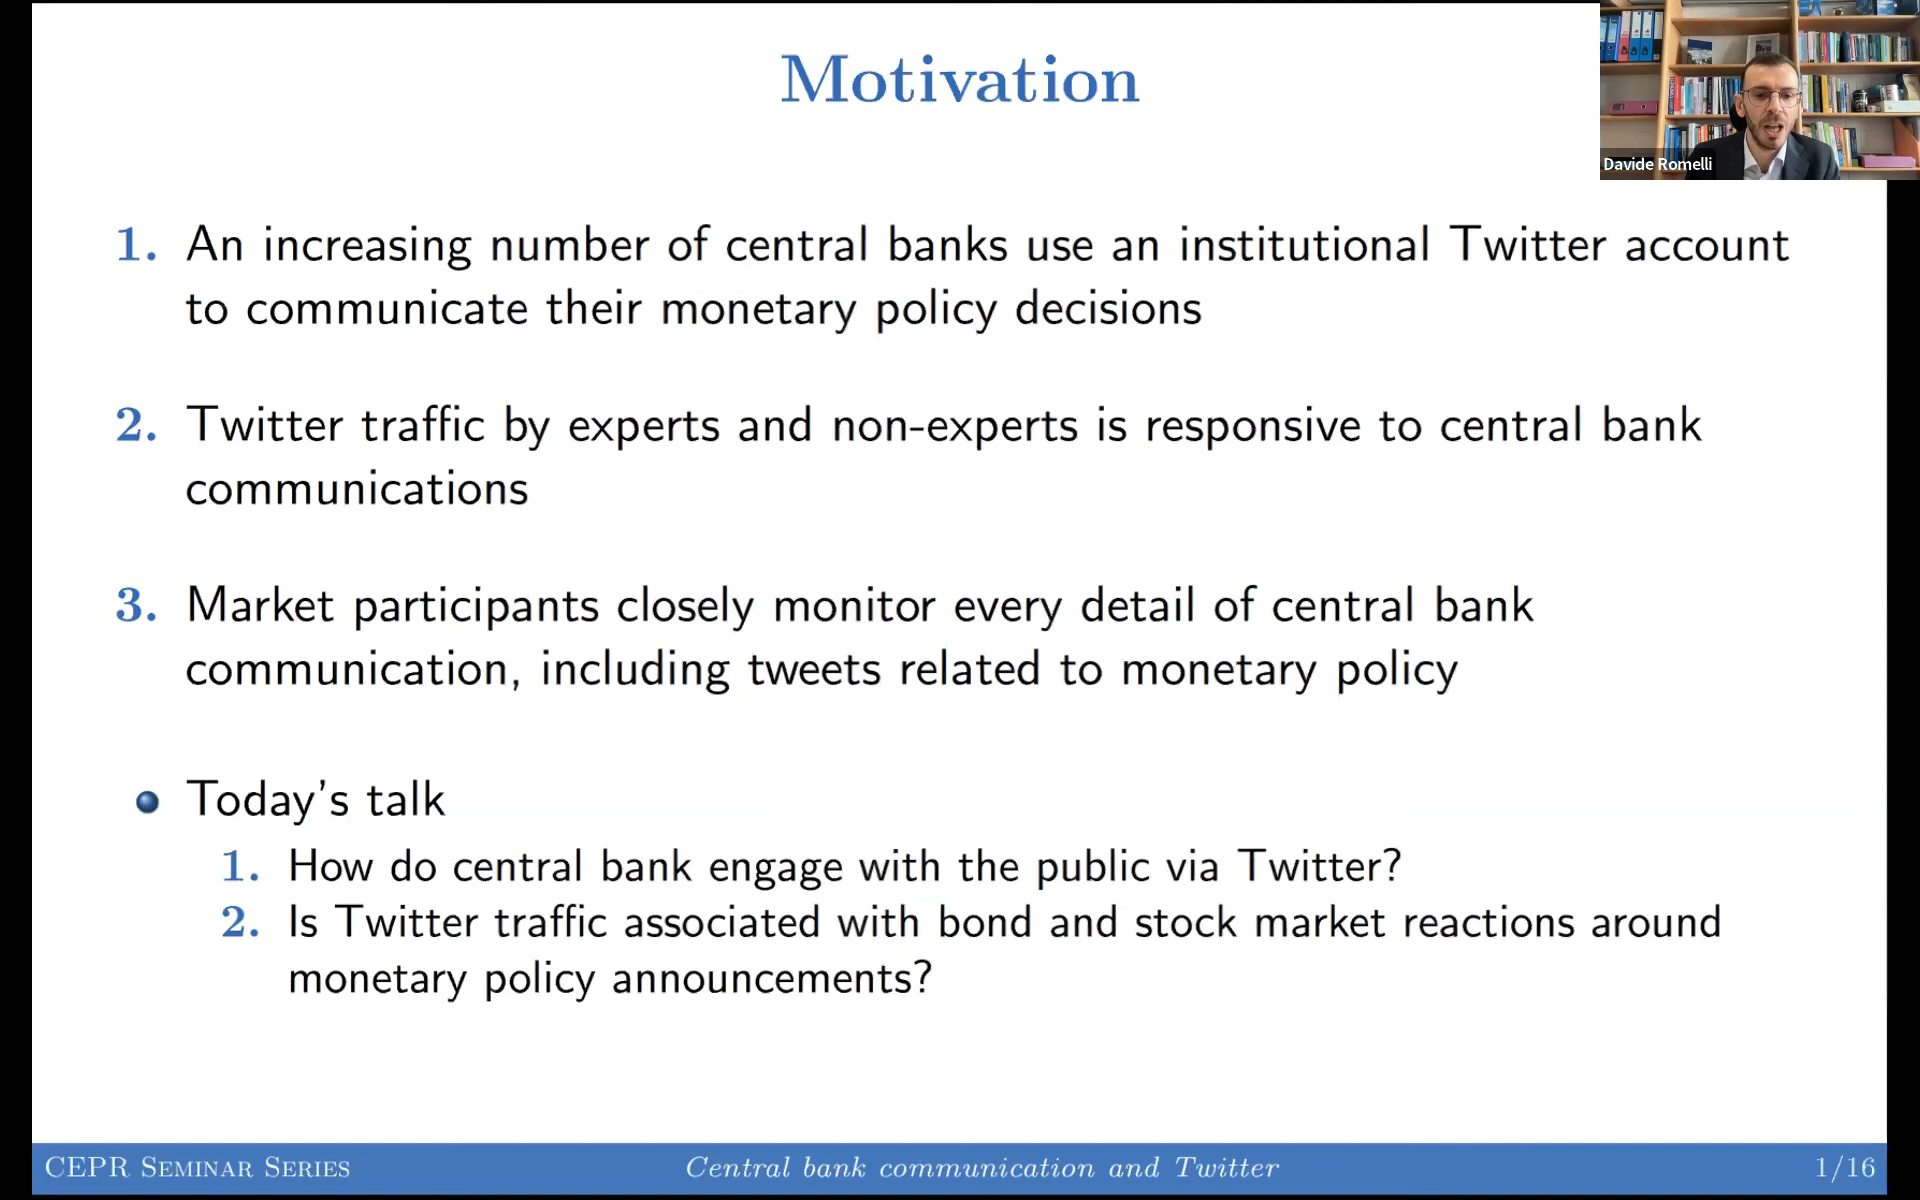 Motivation
Davide Romelli
1. An increasing number of central banks use an institutional Twitter account
to communicate their monetary policy decisions
2. Twitter traffic by experts and non-experts is responsive to central bank
communications
3. Market participants closely monitor every detail of central bank
communication, including tweets related to monetary policy
Today's talk
1. How do central bank engage with the public via Twitter?
2. Is Twitter traffic associated with bond and stock market reactions around
monetary policy announcements?
CEPR Seminar Series
Central bank communication and Twitter
1/16